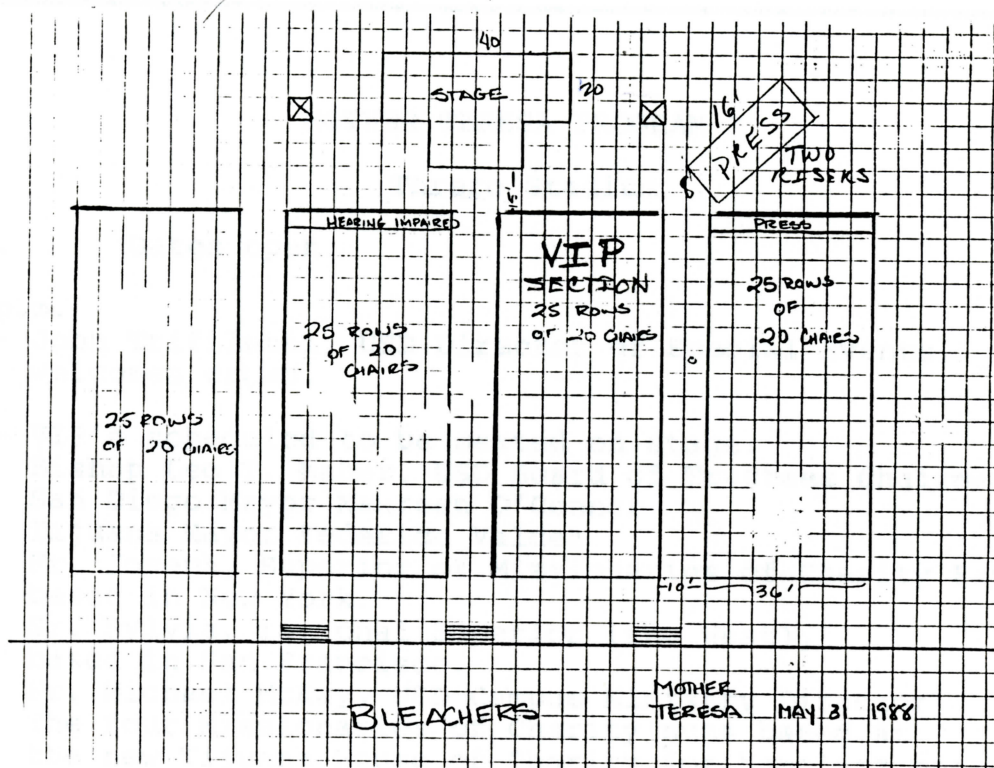 40
STAGE
20
16'
PRESS
8'
TWO
RISERS
15'
HEARING IMPAIRED
PRESS
VIP
SECTION
25 ROWS
OF 20 CHAIRS
25 ROWS
OF
20 CHAIRS
25 ROWS
OF 20
CHAIRS
25 ROWS
OF 20 CHAIRS
10'
36'
BLEACHERS
MOTHER
TERESA MAY 31 1988